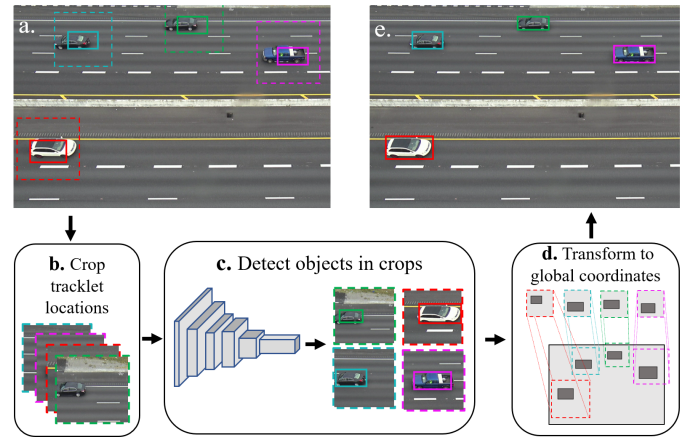 a.
e.
b. Crop
tracklet
locations
c. Detect objects in crops
d. Transform to
global coordinates